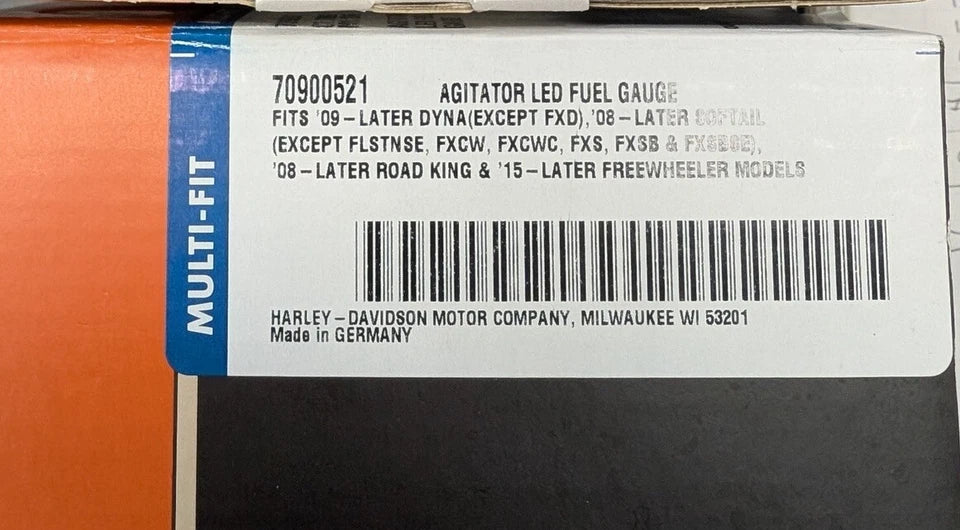 70900521 AGITATOR LED FUEL GAUGE
FITS '09-LATER DYNA(EXCEPT FXD),'08-LATER SOFTAIL
(EXCEPT FLSTNSE, FXCW, FXCWC, FXS, FXSB & FXSBSE),
'08-LATER ROAD KING & '15-LATER FREEWHEELER MODELS
MULTI-FIT
HARLEY-DAVIDSON MOTOR COMPANY, MILWAUKEE WI 53201
Made in GERMANY